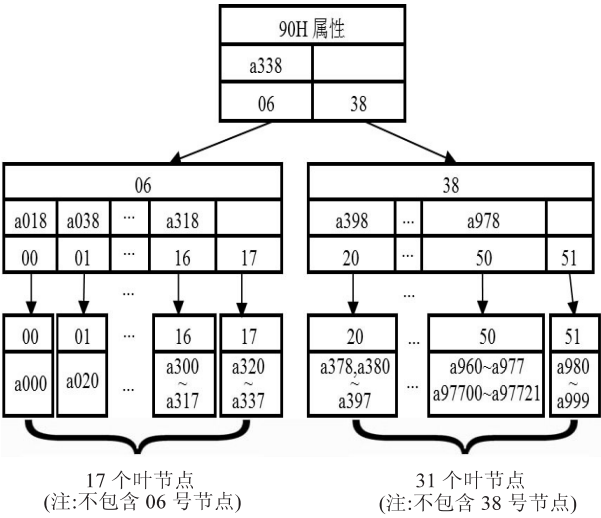 90H 属性
a338
06 38
06
38
a018 a038 ... a318
a398 ... a978
00 01 ... 16 17
20 ... 50 51
...
...
00 01 ... 16 17
20 ... 50 51
a000 a020 ... a300~a317 a320~a337
a378,a380~a397 ... a960~a977 a97700~a97721 a980~a999
17 个叶节点
(注:不包含 06 号节点)
31 个叶节点
(注:不包含 38 号节点)